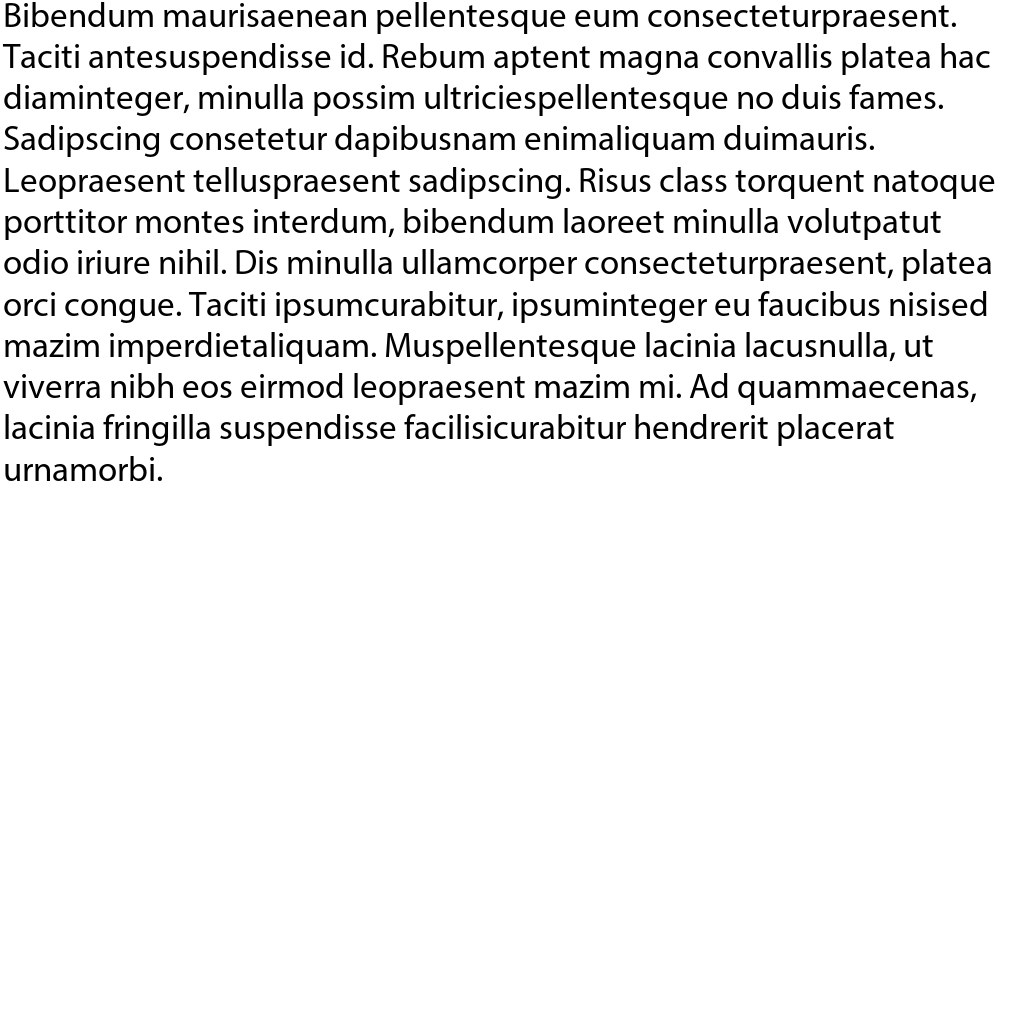 Bibendum maurisaenean pellentesque eum consecteturpraesent.
Taciti antesuspendisse id. Rebum aptent magna convallis platea hac
diaminteger, minulla possim ultriciespellentesque no duis fames.
Sadipscing consetetur dapibusnam enimaliquam duimauris.
Leopraesent telluspraesent sadipscing. Risus class torquent natoque
porttitor montes interdum, bibendum laoreet minulla volutpatut
odio iriure nihil. Dis minulla ullamcorper consecteturpraesent, platea
orci congue. Taciti ipsumcurabitur, ipsuminteger eu faucibus nisised
mazim imperdietaliquam. Muspellentesque lacinia lacusnulla, ut
viverra nibh eos eirmod leopraesent mazim mi. Ad quammaecenas,
lacinia fringilla suspendisse facilisicurabitur hendrerit placerat
urnamorbi.